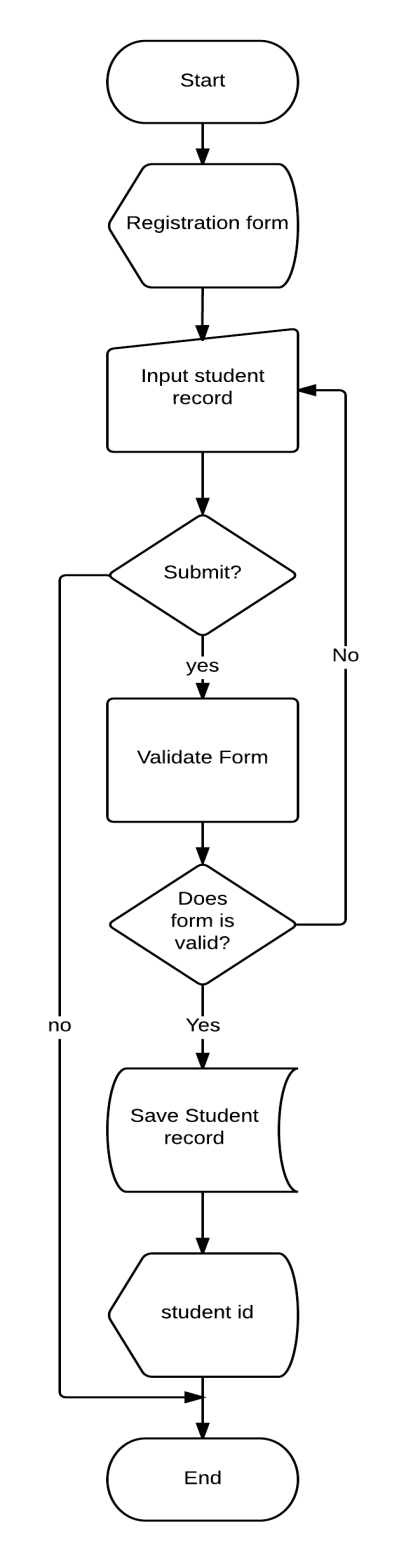 Start
Registration form
Input student
record
Submit?
yes
No
Validate Form
Does
form is
valid?
no
Yes
Save Student
record
student id
End